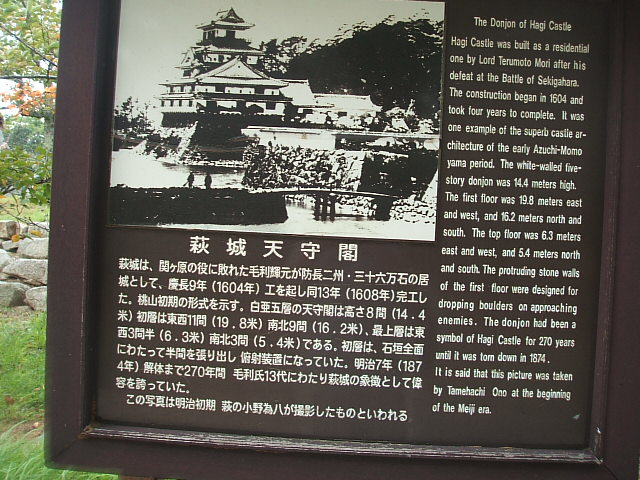 The Donjon of Hagi Castle
Hagi Castle was built as a residential
one by Lord Terumoto Mori after his
defeat at the Battle of Sekigahara.
The construction began in 1604 and
took four years to complete. It was
one example of the superb castle ar-
chitecture of the early Azuchi-Momo
yama period. The white-walled five-
story donjon was 14.4 meters high.
The first floor was 19.8 meters east
and west, and 16.2 meters north and
south. The top floor was 6.3 meters
east and west, and 5.4 meters north
and south. The protruding stone walls
of the first floor were designed for
dropping boulders on approaching
enemies. The donjon had been a
symbol of Hagi Castle for 270 years
until it was torn down in 1874.
It is said that this picture was taken
by Tamehachi Ono at the beginning
of the Meiji era.
萩城天守閣
萩城は、関ヶ原の役に敗れた毛利輝元が防長二州・三十六万石の居
城として、慶長9年(1604年)工を起し同13年(1608年)完工し
た。桃山初期の形式を示す。白亜五層の天守閣は高さ8間(14.4
米)初層は東西11間(19.8米)南北9間(16.2米)、最上層は東
西3間半(6.3米)南北3間(5.4米)である。初層は、石垣全面
にわたって半間を張り出し 俯射装置になっていた。明治7年(187
4年)解体まで270年間 毛利氏13代にわたり萩城の象徴として偉
容を誇っていた。
この写真は明治初期 萩の小野為八が撮影したものといわれる